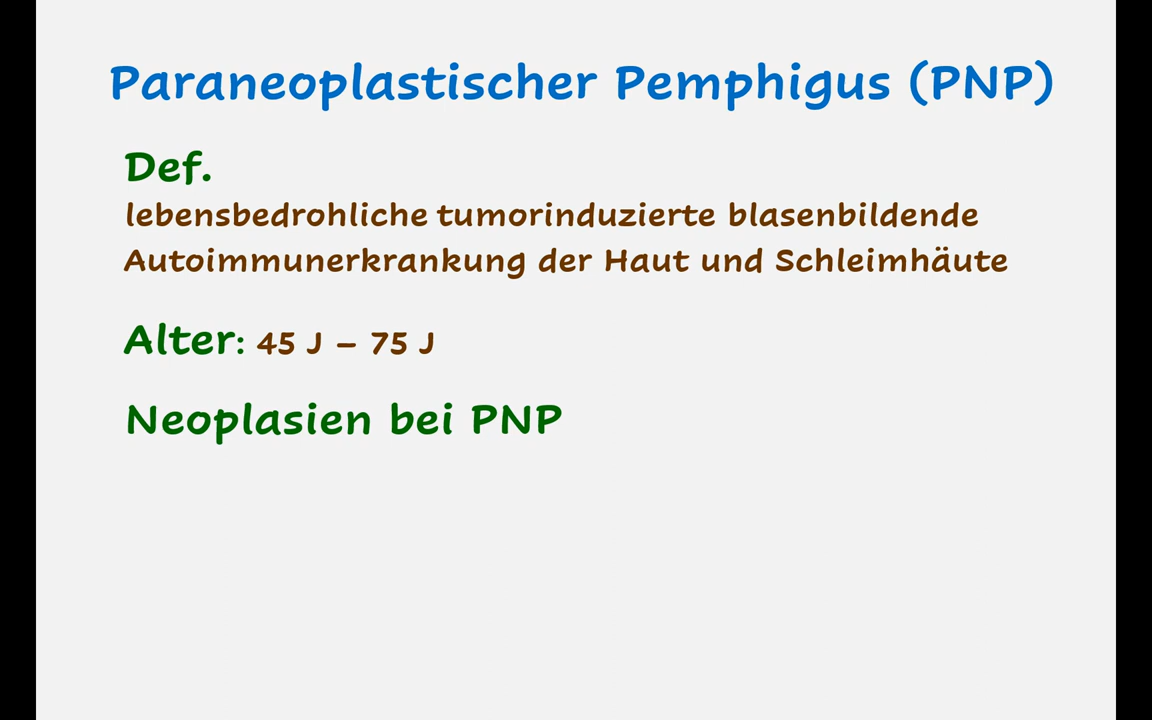 Paraneoplastischer Pemphigus (PNP)
Def.
lebensbedrohliche tumorinduzierte blasenbildende
Autoimmunerkrankung der Haut und Schleimhäute
Alter: 45 J – 75 J
Neoplasien bei PNP